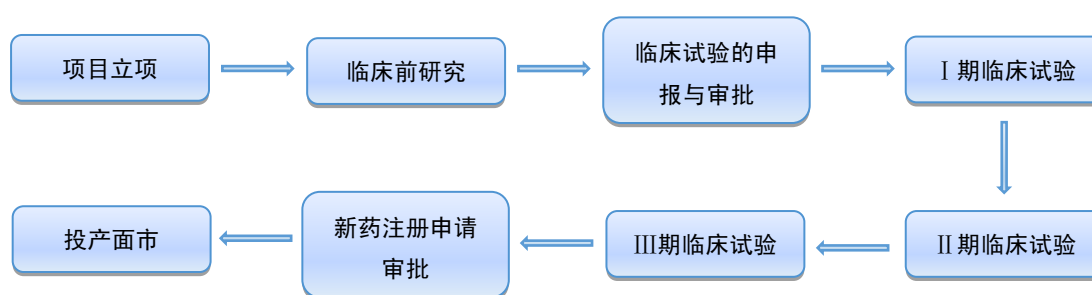 项目立项
临床前研究
临床试验的申
报与审批
Ⅰ期临床试验
Ⅱ期临床试验
Ⅲ期临床试验
新药注册申请
审批
投产面市